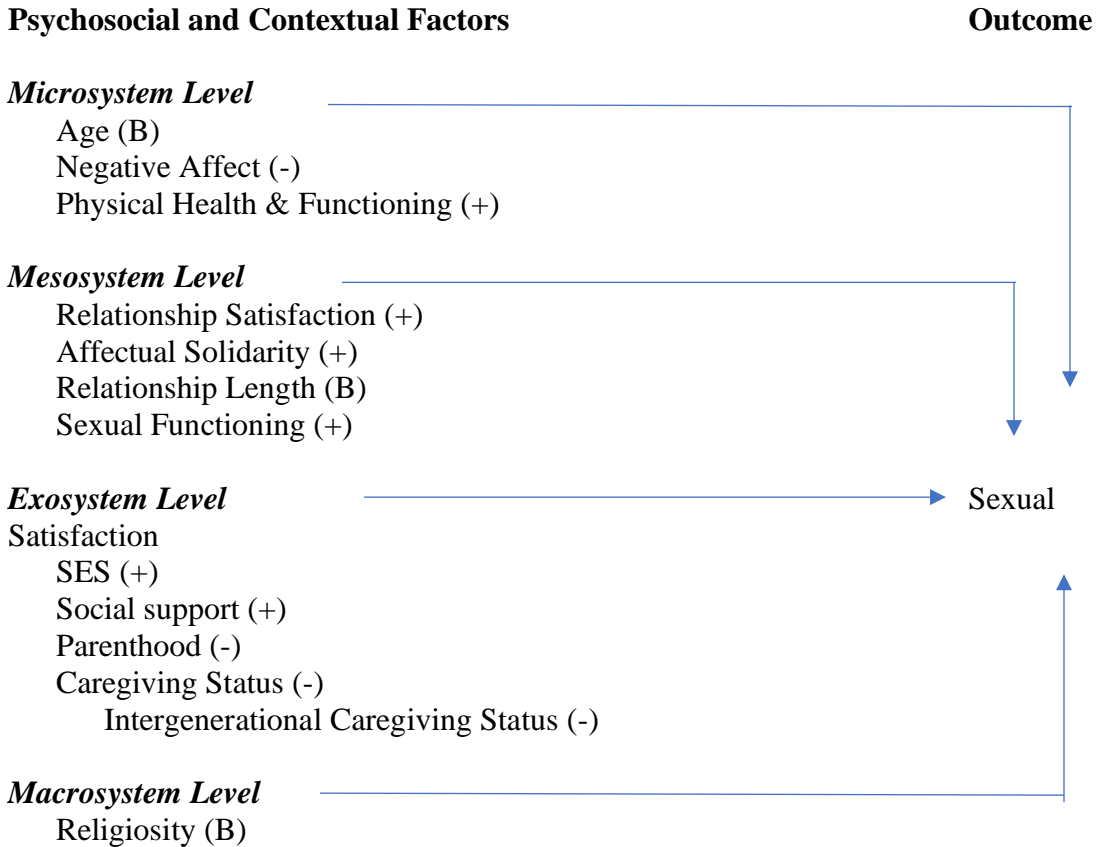 Psychosocial and Contextual Factors Outcome
Microsystem Level
Age (B)
Negative Affect (-)
Physical Health & Functioning (+)
Mesosystem Level
Relationship Satisfaction (+)
Affectual Solidarity (+)
Relationship Length (B)
Sexual Functioning (+)
Exosystem Level Sexual
Satisfaction
SES (+)
Social support (+)
Parenthood (-)
Caregiving Status (-)
Intergenerational Caregiving Status (-)
Macrosystem Level
Religiosity (B)